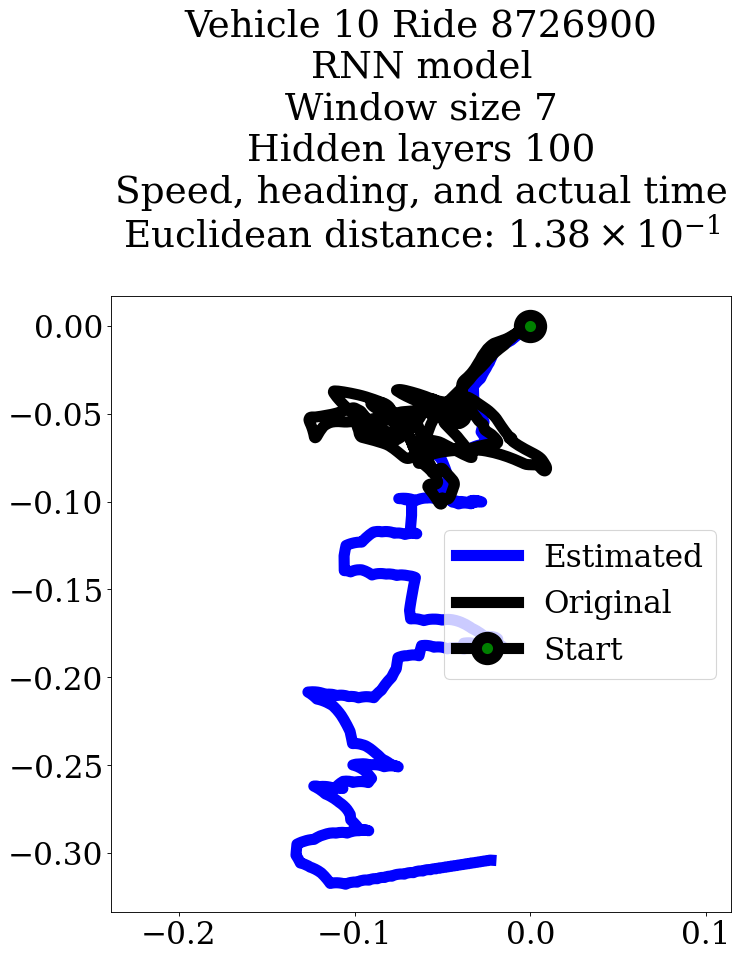 Vehicle 10 Ride 8726900
RNN model
Window size 7
Hidden layers 100
Speed, heading, and actual time
Euclidean distance: 1.38 × 10⁻¹
0.00
−0.05
−0.10
−0.15
−0.20
−0.25
−0.30
Estimated
Original
Start
−0.2
−0.1
0.0
0.1